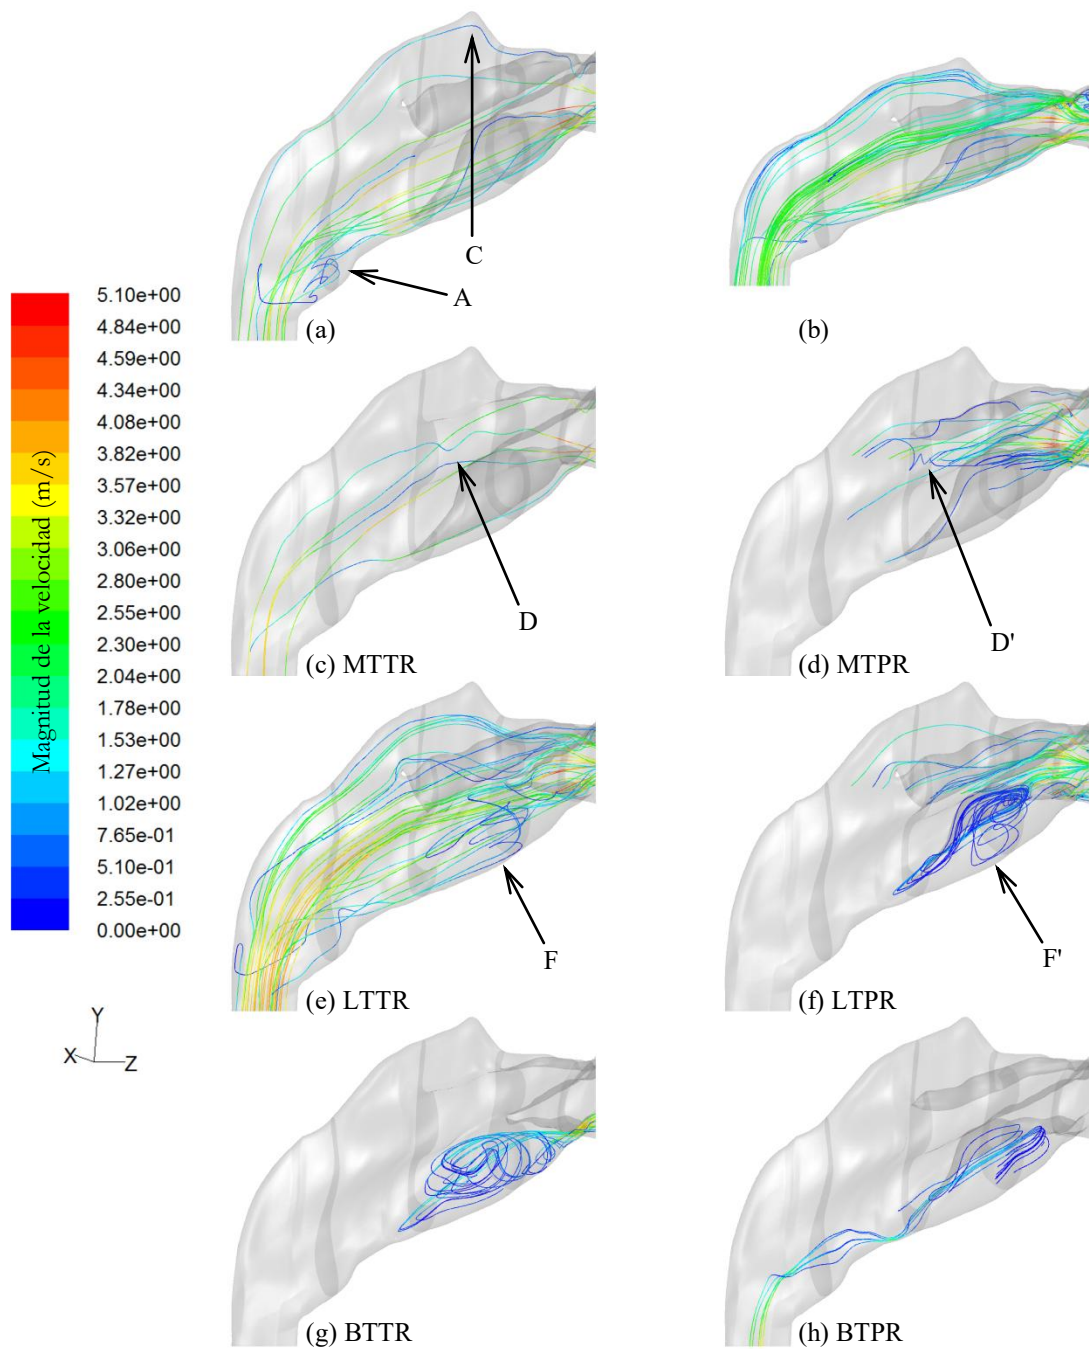 C
A
(a)
(b)
5.10e+00
4.84e+00
4.59e+00
4.34e+00
4.08e+00
3.82e+00
3.57e+00
3.32e+00
3.06e+00
2.80e+00
2.55e+00
2.30e+00
2.04e+00
1.78e+00
1.53e+00
1.27e+00
1.02e+00
7.65e-01
5.10e-01
2.55e-01
0.00e+00
Magnitud de la velocidad (m/s)
D
D'
(c) MTTR
(d) MTPR
F
F'
(e) LTTR
(f) LTPR
Y
X
Z
(g) BTTR
(h) BTPR